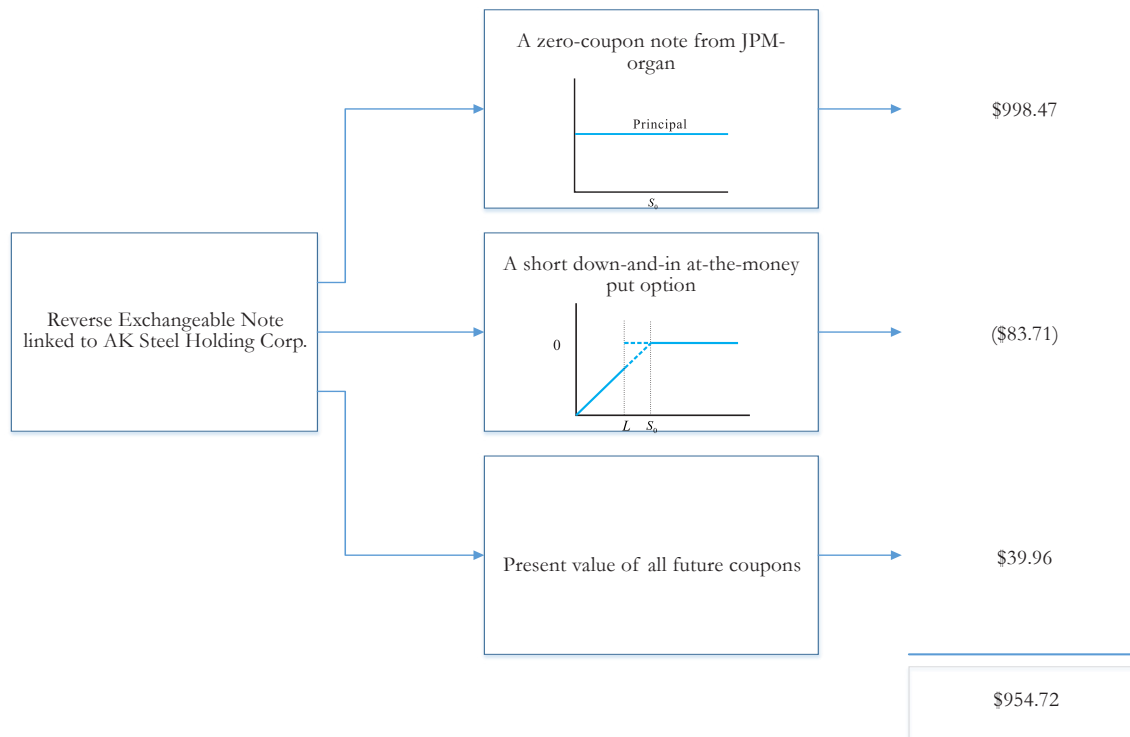 A zero-coupon note from JPM-
organ
Principal
S₀
$998.47
Reverse Exchangeable Note
linked to AK Steel Holding Corp.
A short down-and-in at-the-money
put option
0
L S₀
($83.71)
Present value of all future coupons
$39.96
$954.72